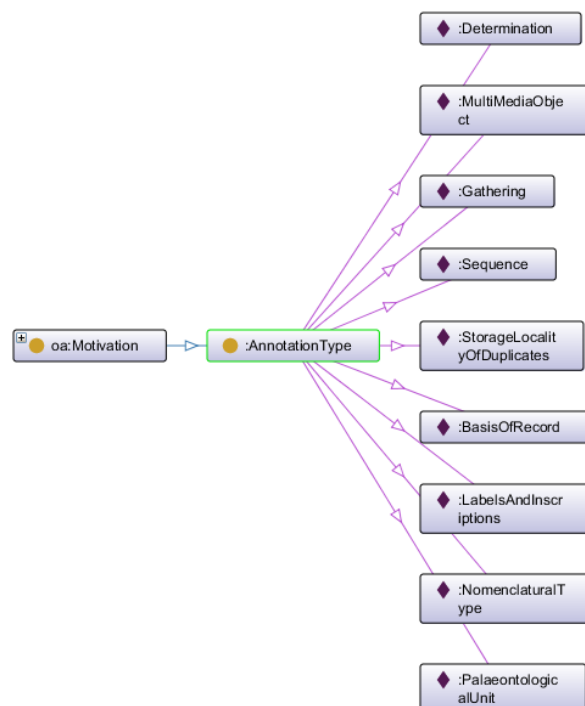 :Determination
:MultiMediaObje
ct
:Gathering
:Sequence
oa:Motivation
:AnnotationType
:StorageLocalit
yOfDuplicates
:BasisOfRecord
:LabelsAndInscr
iptions
:NomenclaturalT
ype
:Palaeontologic
alUnit